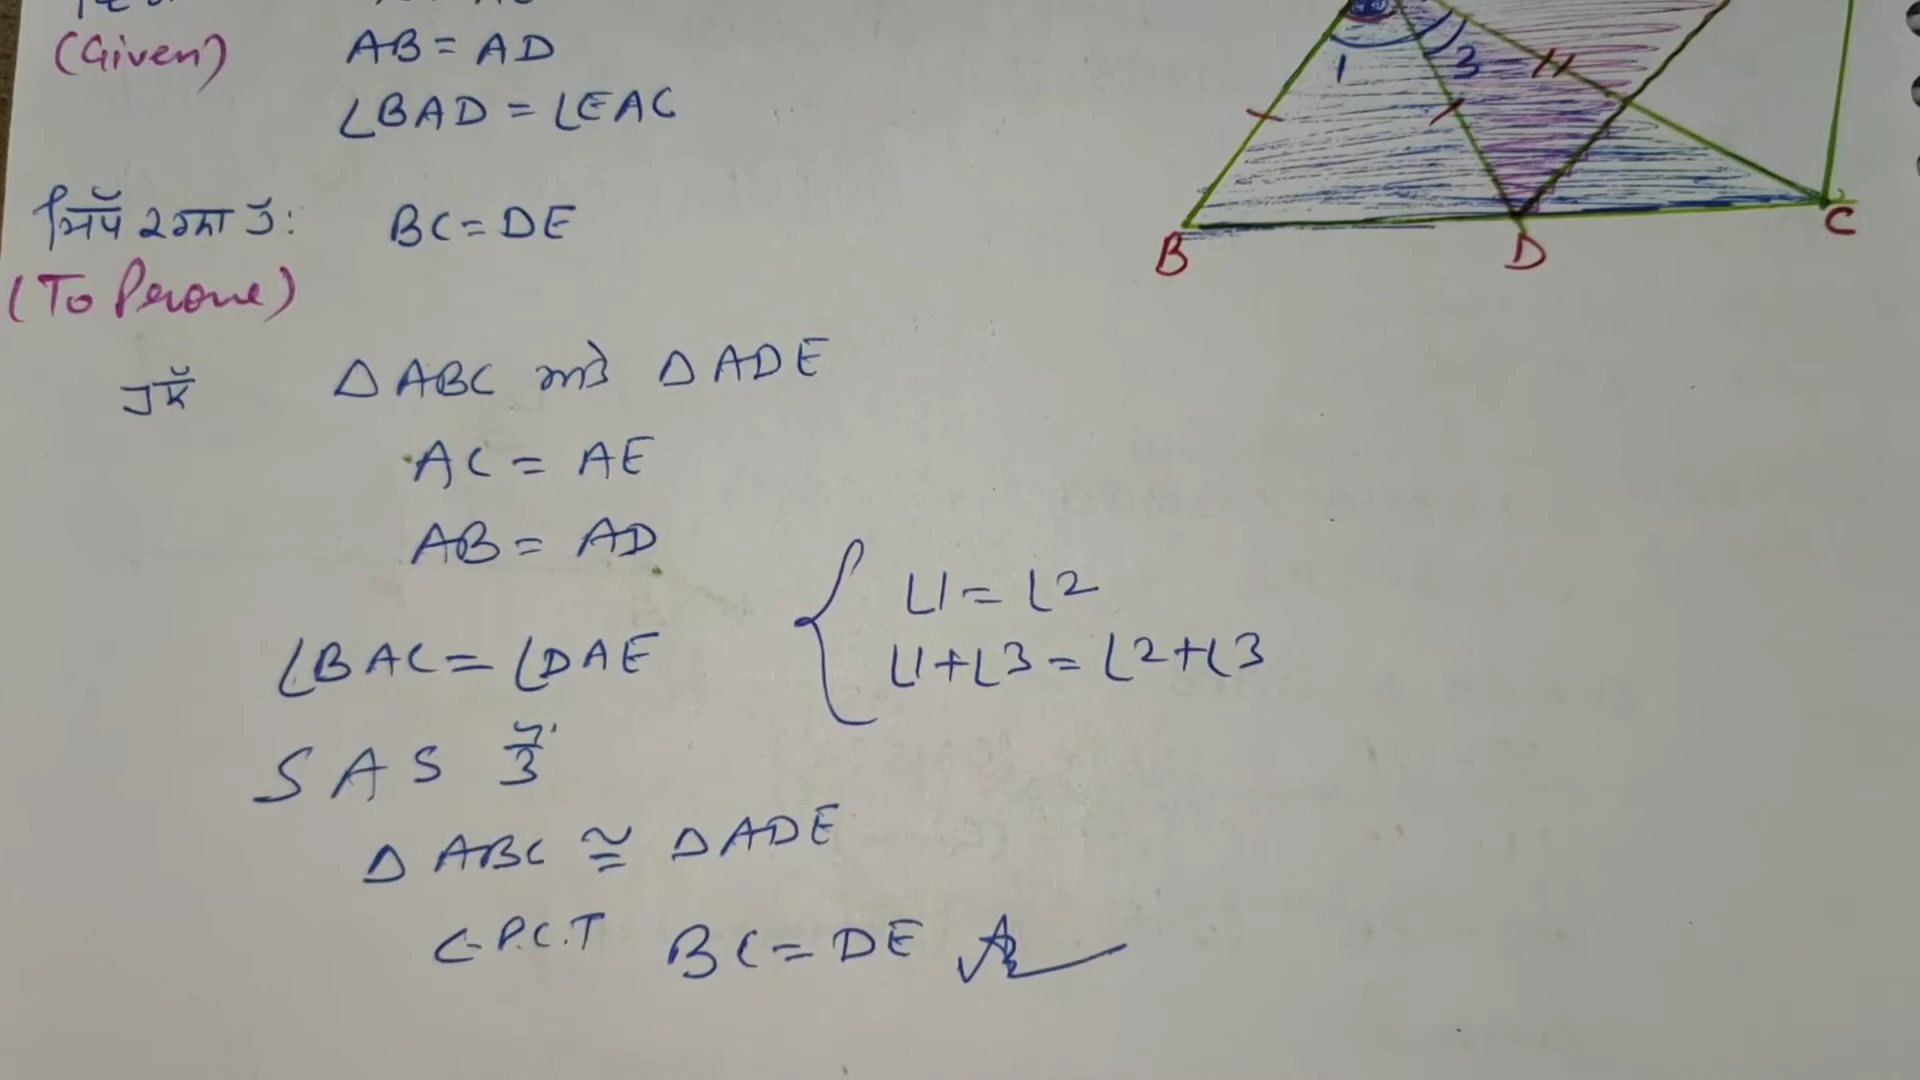 (Given) AB = AD
∠BAD = ∠EAC
ਸਿੱਧ ਕਰਨਾ ਹੈ: BC = DE
(To Prove)
ਹੁਣ △ABC ਅਤੇ △ADE
AC = AE
AB = AD
∠1 = ∠2
∠BAC = ∠DAE ∠1+∠3 = ∠2+∠3
SAS ਤੋਂ
△ABC ≅ △ADE
C.P.C.T BC = DE
1 3
B D C